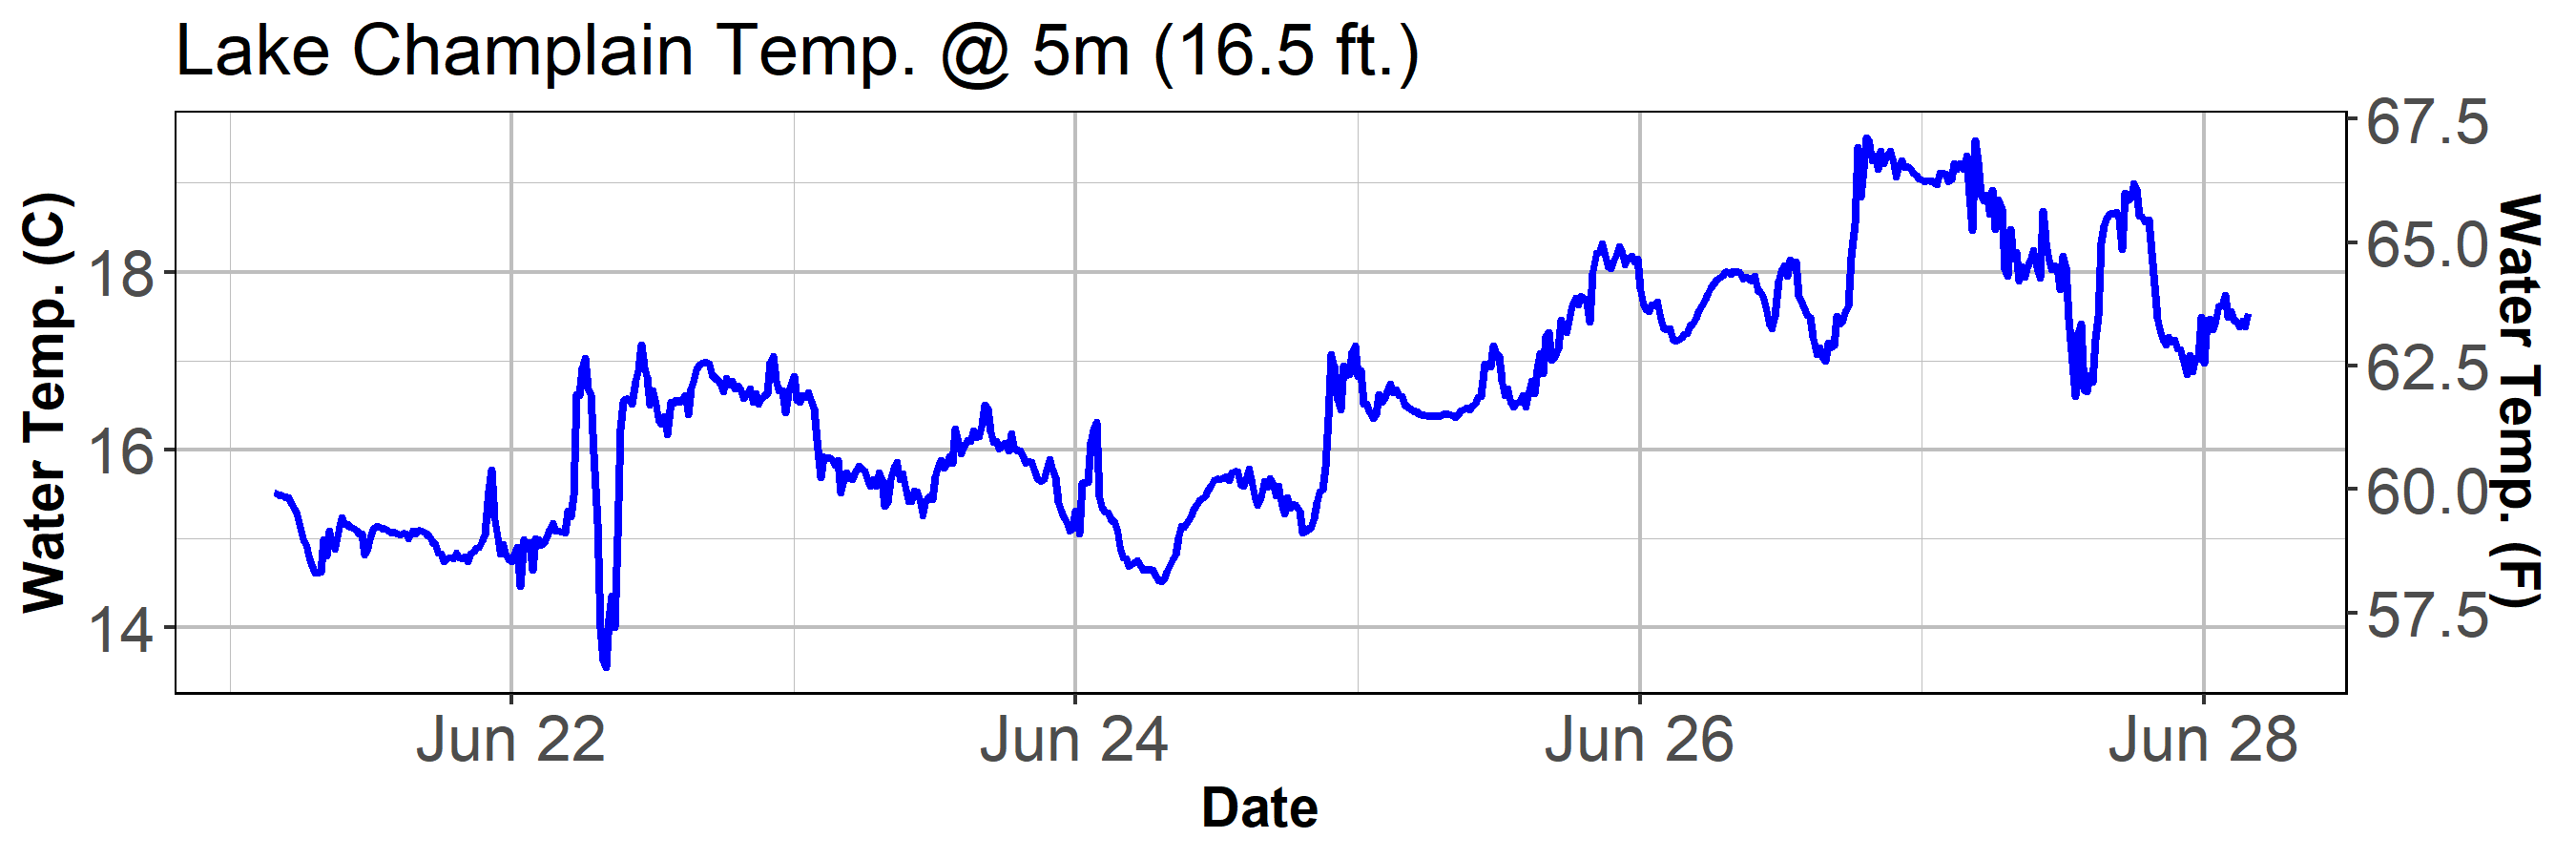 Lake Champlain Temp. @ 5m (16.5 ft.)
Water Temp. (C)
18
16
14
67.5
65.0
62.5
60.0
57.5
Water Temp. (F)
Jun 22
Jun 24
Jun 26
Jun 28
Date